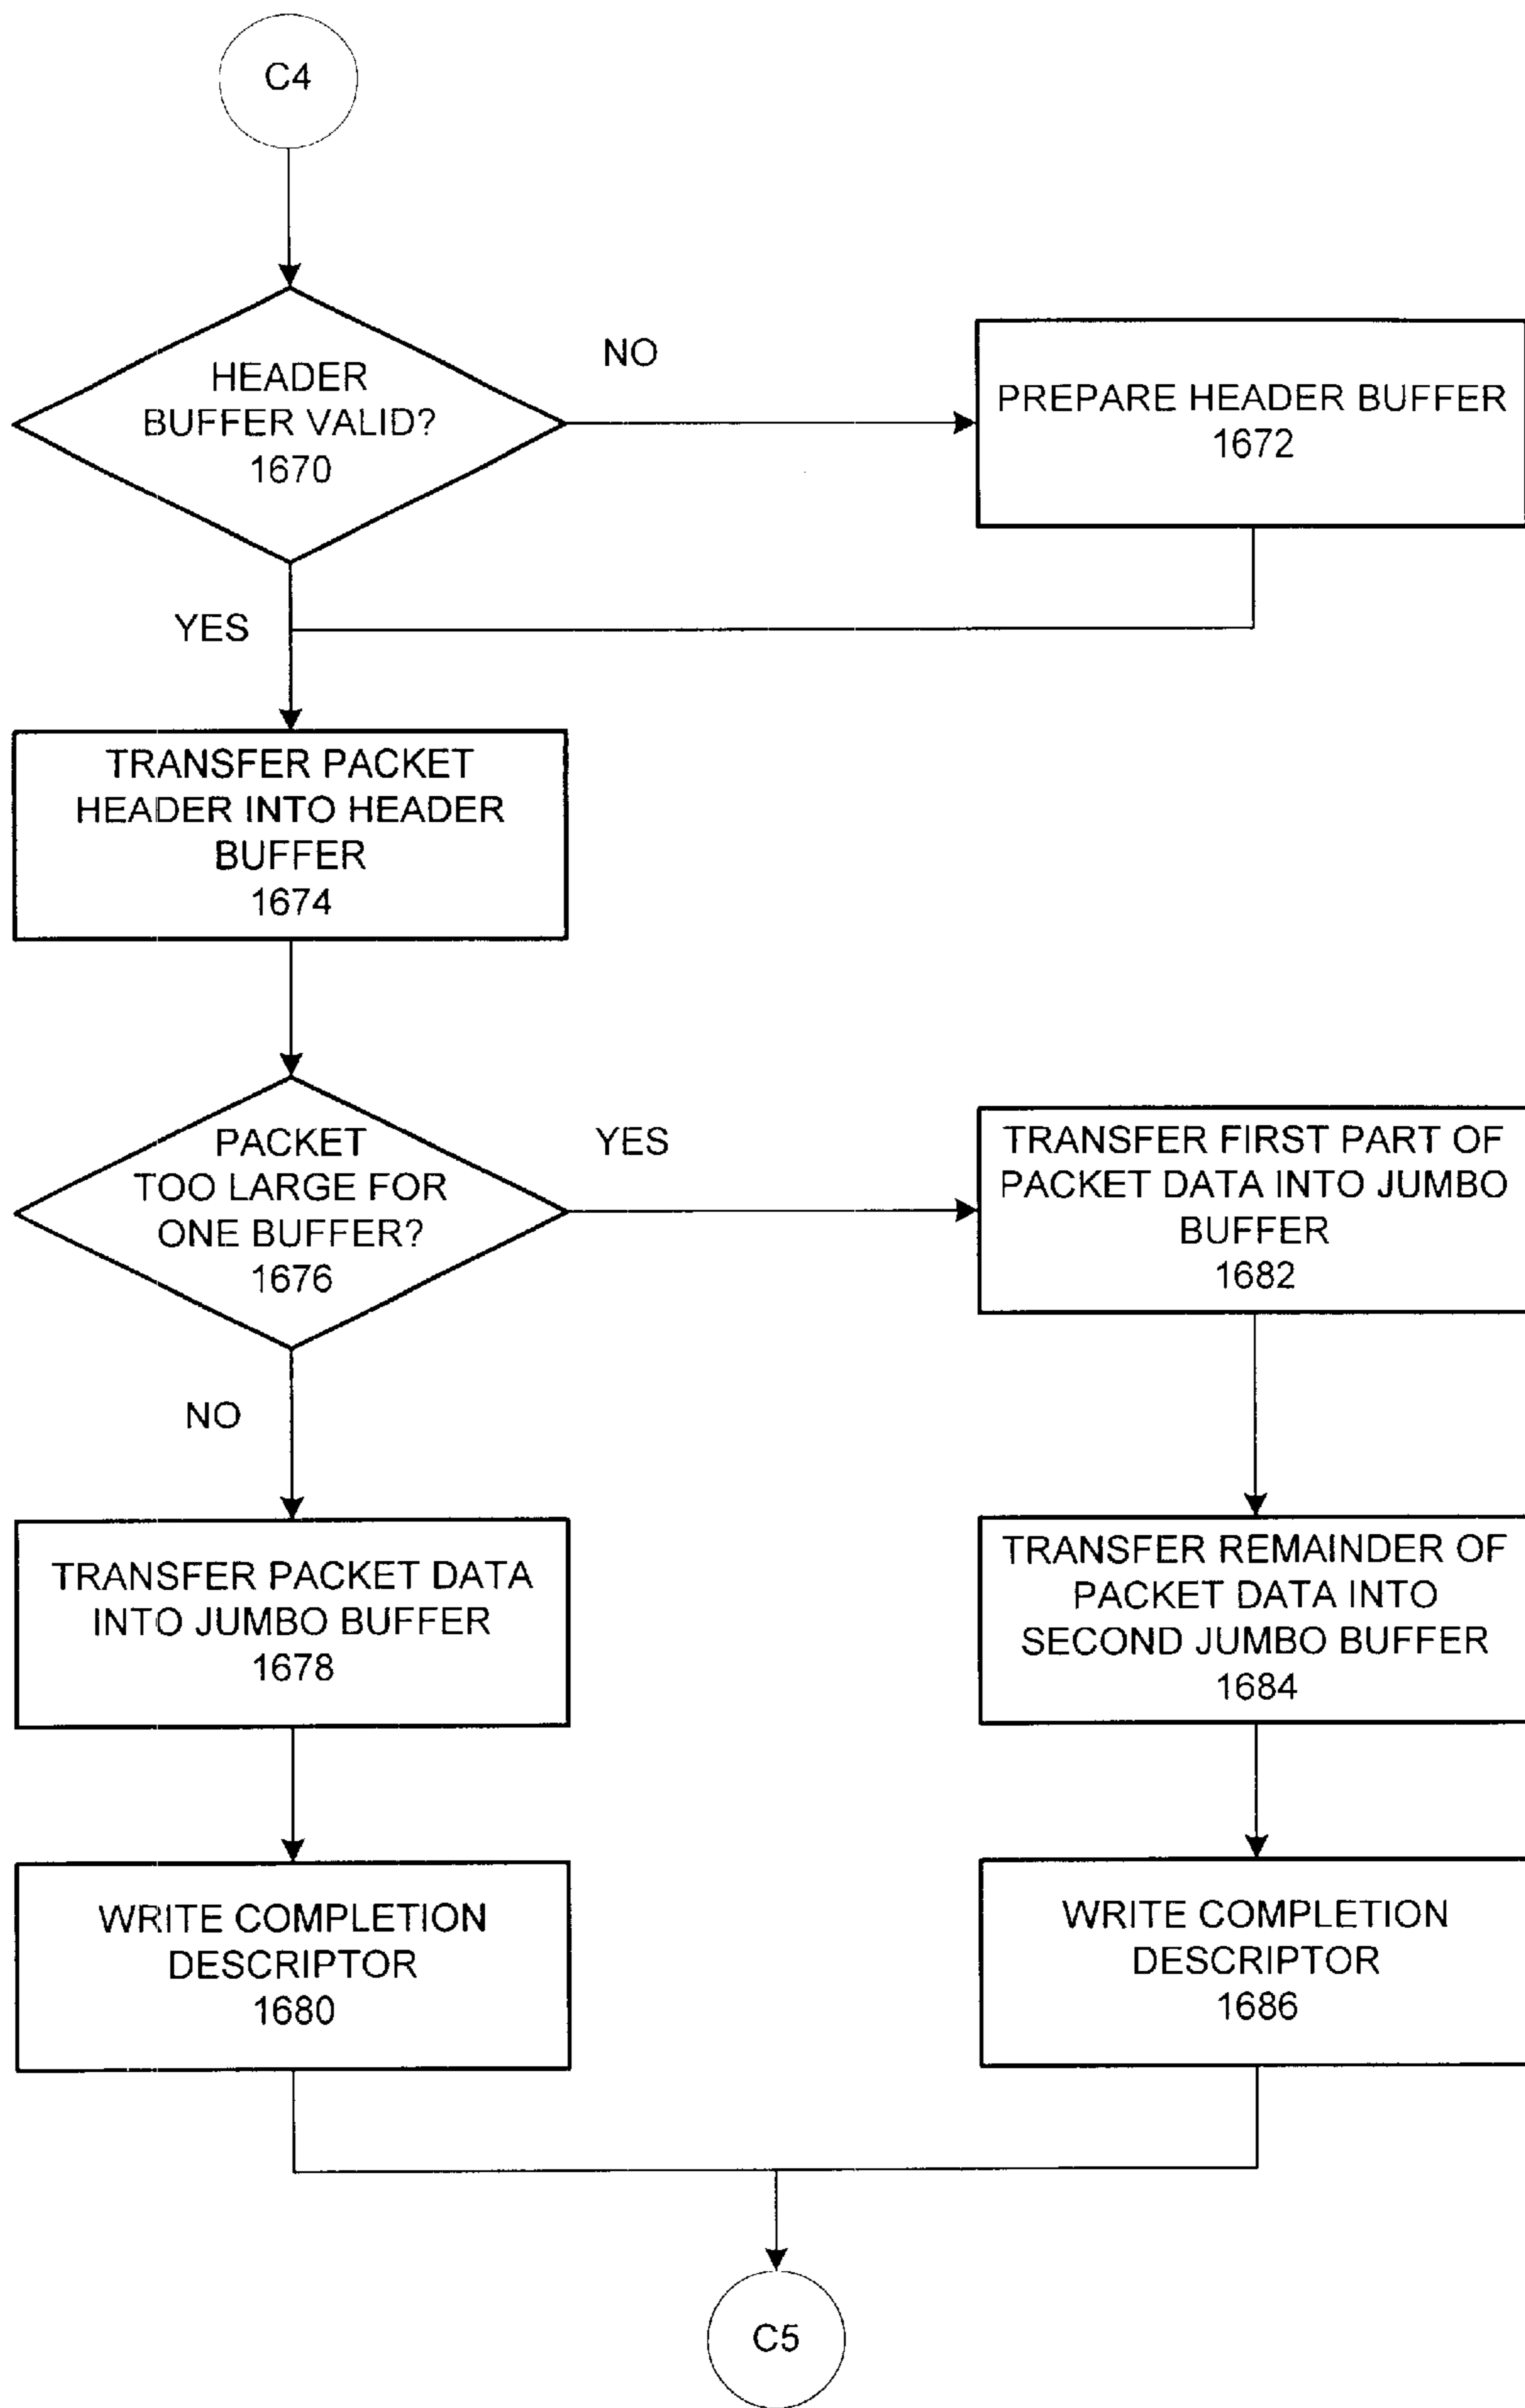 C4
HEADER
BUFFER VALID?
1670
NO
PREPARE HEADER BUFFER
1672
YES
TRANSFER PACKET
HEADER INTO HEADER
BUFFER
1674
PACKET
TOO LARGE FOR
ONE BUFFER?
1676
YES
TRANSFER FIRST PART OF
PACKET DATA INTO JUMBO
BUFFER
1682
NO
TRANSFER PACKET DATA
INTO JUMBO BUFFER
1678
TRANSFER REMAINDER OF
PACKET DATA INTO
SECOND JUMBO BUFFER
1684
WRITE COMPLETION
DESCRIPTOR
1680
WRITE COMPLETION
DESCRIPTOR
1686
C5